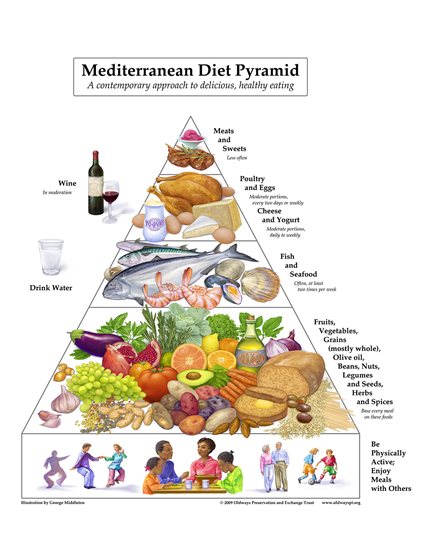 Mediterranean Diet Pyramid
A contemporary approach to delicious, healthy eating
Meats
and
Sweets
Less often
Wine
In moderation
Poultry
and Eggs
Moderate portions,
every two days or weekly
Cheese
and Yogurt
Moderate portions,
daily to weekly
Yogurt
Fish
and
Seafood
Often, at least
two times per week
Drink Water
Fruits,
Vegetables,
Grains
(mostly whole),
Olive oil,
Beans, Nuts,
Legumes
and Seeds,
Herbs
and Spices
Base every meal
on these foods
Be
Physically
Active;
Enjoy
Meals
with Others
Illustration by George Middleton
© 2009 Oldways Preservation and Exchange Trust
www.oldwayspt.org